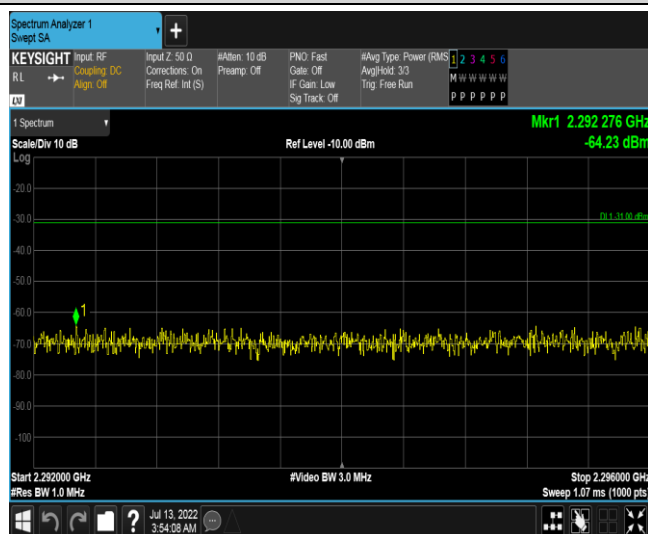 Spectrum Analyzer 1
Swept SA
KEYSIGHT
RL
LXI
Input: RF
Coupling: DC
Align: Off
Input Z: 50 Ω
Corrections: On
Freq Ref: Int (S)
#Atten: 10 dB
Preamp: Off
PNO: Fast
Gate: Off
IF Gain: Low
Sig Track: Off
#Avg Type: Power (RMS
Avg|Hold: 3/3
Trig: Free Run
1 2 3 4 5 6
M W W W W W
P P P P P P
1 Spectrum
Mkr1 2.292 276 GHz
Scale/Div 10 dB
Ref Level -10.00 dBm
-64.23 dBm
Log
-20.0
-30.0
DL1 -31.00 dBm
-40.0
-50.0
-60.0
1
-70.0
-80.0
-90.0
-100
Start 2.292000 GHz
#Video BW 3.0 MHz
Stop 2.296000 GHz
#Res BW 1.0 MHz
Sweep 1.07 ms (1000 pts)
?
Jul 13, 2022
3:54:08 AM